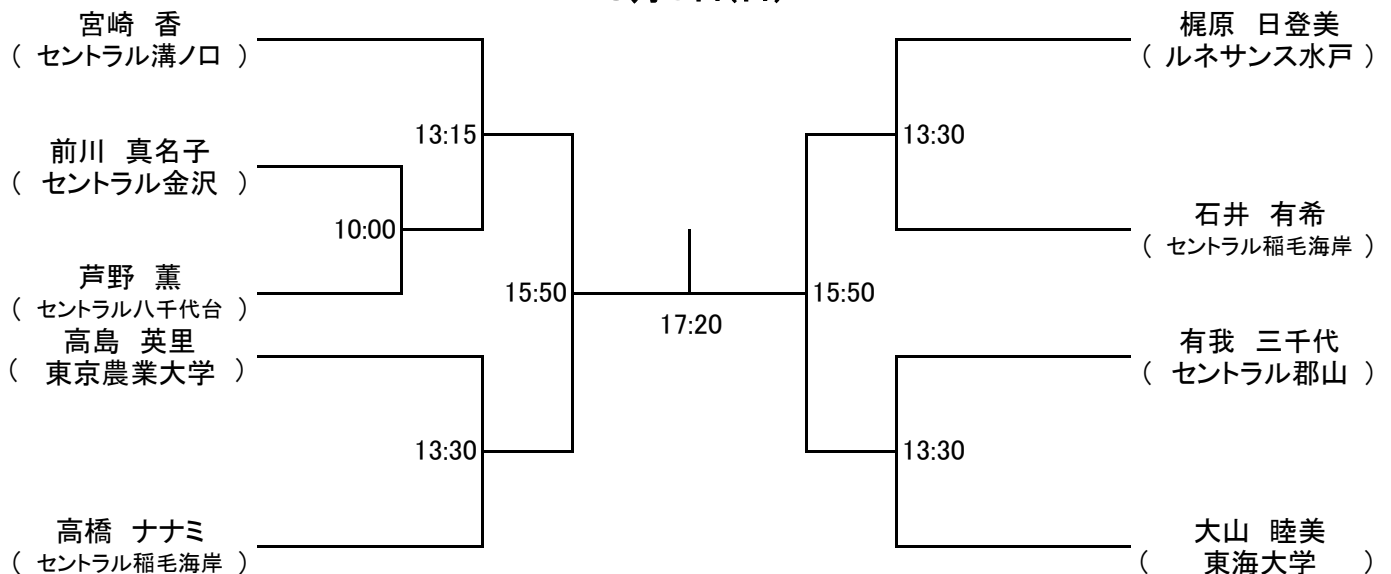 宮崎 香
( セントラル溝ノ口 )
前川 真名子
( セントラル金沢 )
芦野 薫
( セントラル八千代台 )
高島 英里
( 東京農業大学 )
高橋 ナナミ
( セントラル稲毛海岸 )
13:15
10:00
13:30
15:50
17:20
15:50
13:30
13:30
梶原 日登美
( ルネサンス水戸 )
石井 有希
( セントラル稲毛海岸 )
有我 三千代
( セントラル郡山 )
大山 睦美
( 東海大学 )